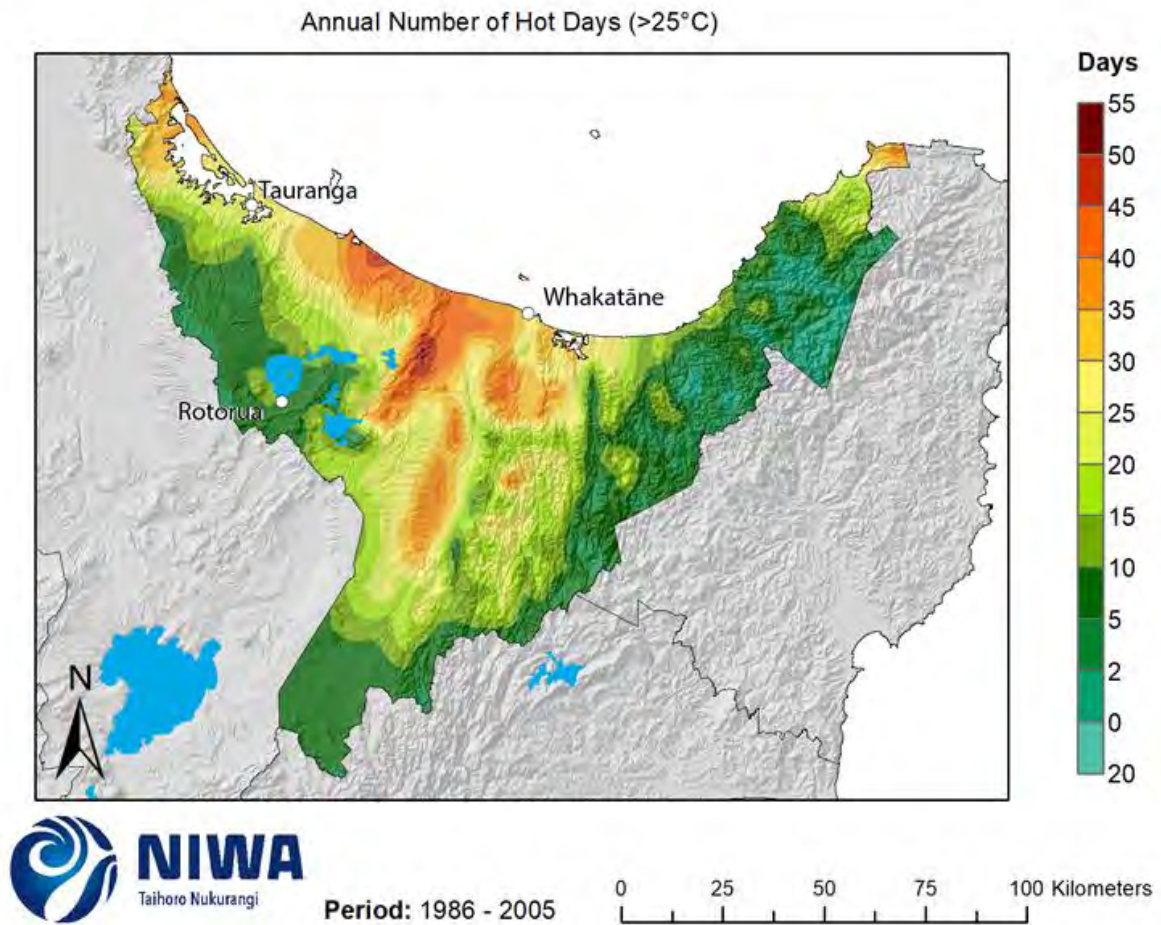 Annual Number of Hot Days (>25°C)
Days
55
50
45
40
35
30
25
20
15
10
5
2
0
20
Tauranga
Whakatāne
Rotorua
N
NIWA
Taihoro Nukurangi
Period: 1986 - 2005
0 25 50 75 100 Kilometers